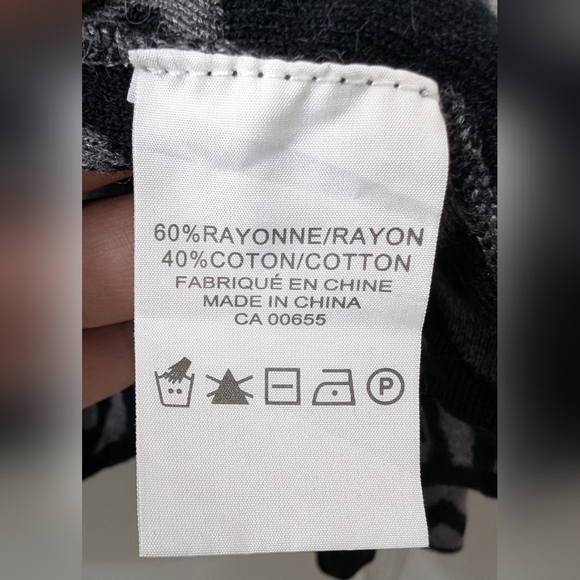 60%RAYONNE/RAYON
40%COTON/COTTON
FABRIQUÉ EN CHINE
MADE IN CHINA
CA 00655
P